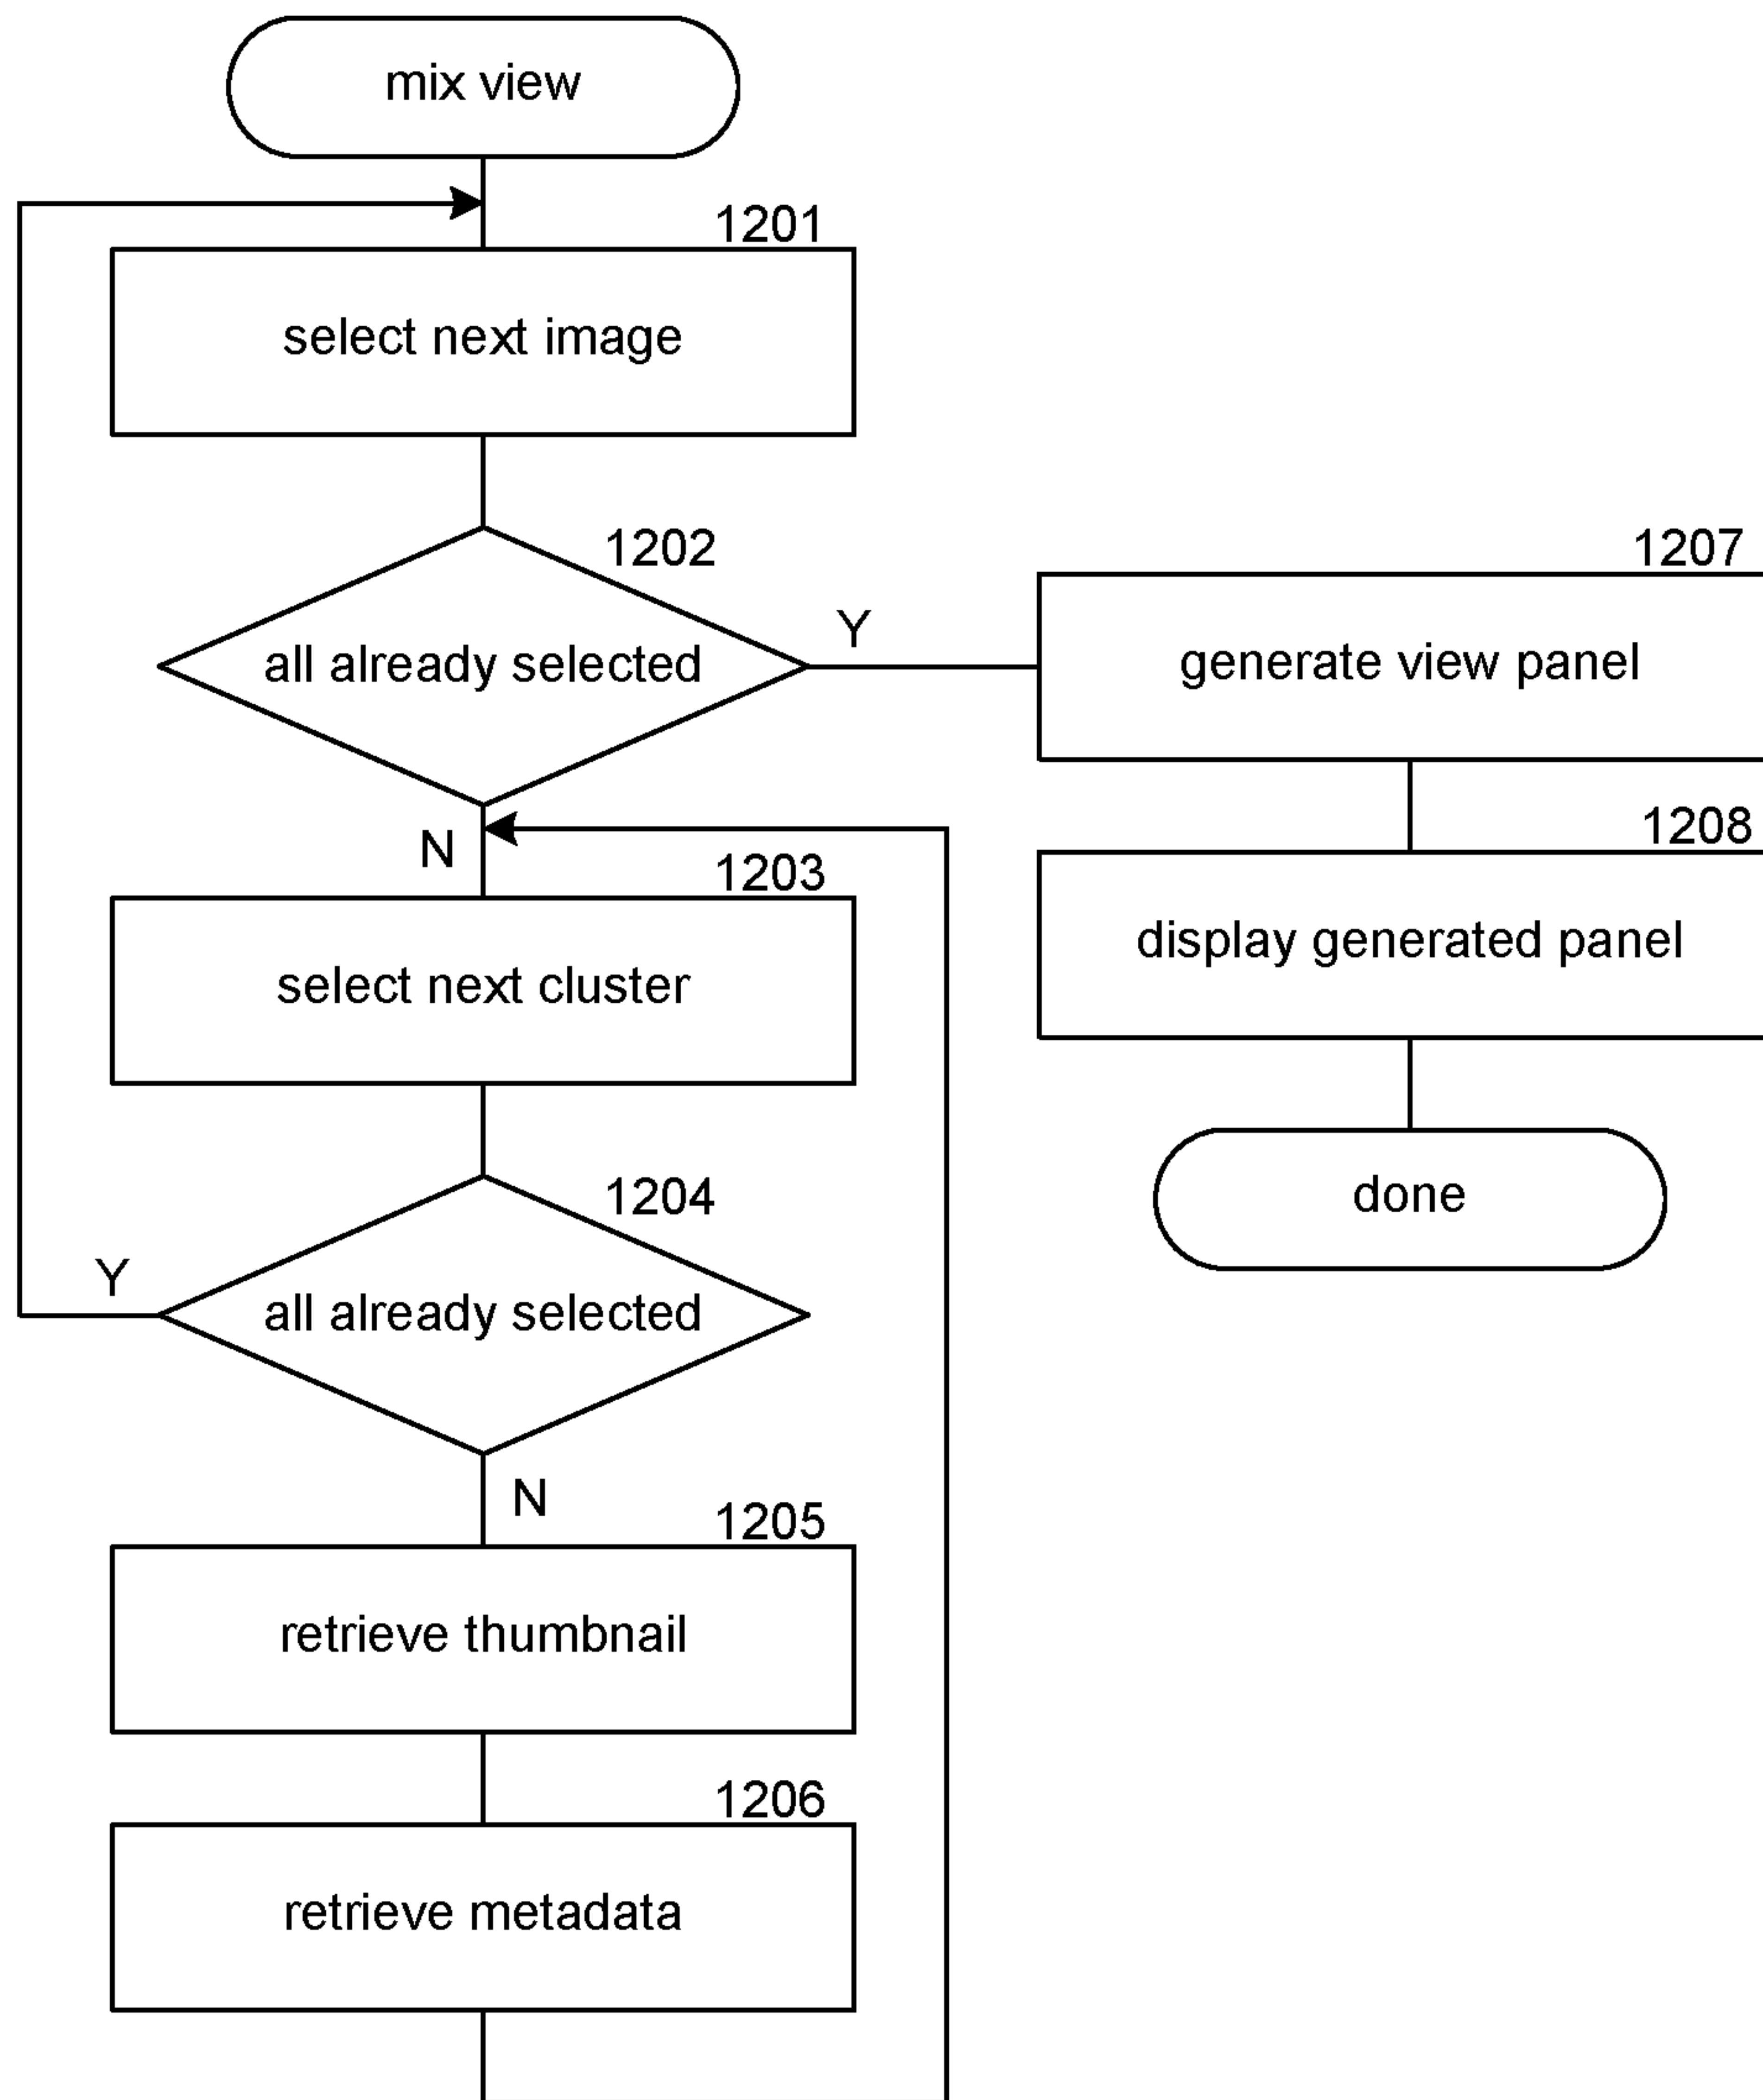 mix view
1201
select next image
1202
all already selected
Y
N
1203
select next cluster
1204
all already selected
Y
N
1205
retrieve thumbnail
1206
retrieve metadata
1207
generate view panel
1208
display generated panel
done